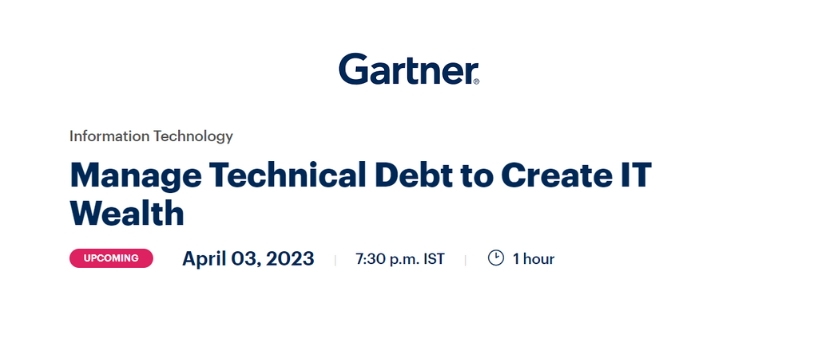 Gartner®
Information Technology
Manage Technical Debt to Create IT
Wealth
UPCOMING April 03, 2023 | 7:30 p.m. IST | 1 hour